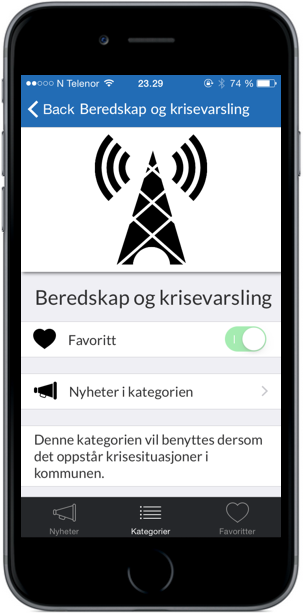 N Telenor 23.29 74 %
Back Beredskap og krisevarsling
Beredskap og krisevarsling
Favoritt
Nyheter i kategorien
Denne kategorien vil benyttes dersom
det oppstår krisesituasjoner i
kommunen.
Nyheter Kategorier Favoritter